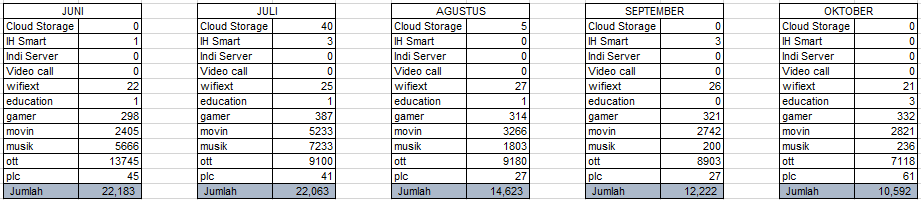 JUNI JULI AGUSTUS SEPTEMBER OKTOBER
Cloud Storage 0 Cloud Storage 40 Cloud Storage 5 Cloud Storage 0 Cloud Storage 0
IH Smart 1 IH Smart 3 IH Smart 0 IH Smart 3 IH Smart 0
Indi Server 0 Indi Server 0 Indi Server 0 Indi Server 0 Indi Server 0
Video call 0 Video call 0 Video call 0 Video call 0 Video call 0
wifiext 22 wifiext 25 wifiext 27 wifiext 26 wifiext 21
education 1 education 1 education 1 education 0 education 3
gamer 298 gamer 387 gamer 314 gamer 321 gamer 332
movin 2405 movin 5233 movin 3266 movin 2742 movin 2821
musik 5666 musik 7233 musik 1803 musik 200 musik 236
ott 13745 ott 9100 ott 9180 ott 8903 ott 7118
plc 45 plc 41 plc 27 plc 27 plc 61
Jumlah 22,183 Jumlah 22,063 Jumlah 14,623 Jumlah 12,222 Jumlah 10,592